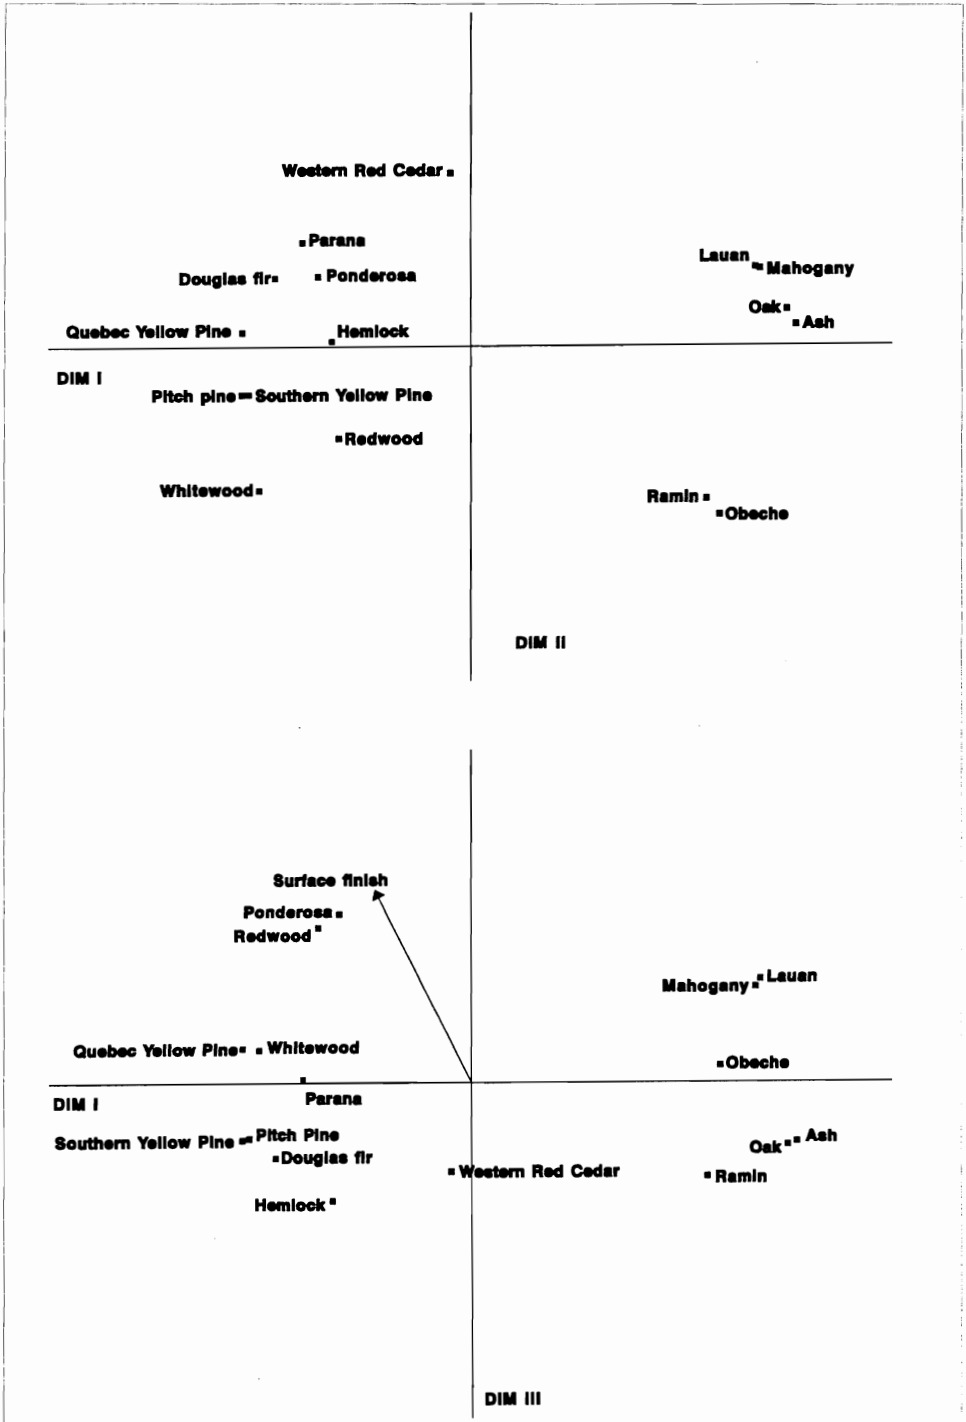 Western Red Cedar
Parana
Douglas fir
Ponderosa
Lauan
Mahogany
Oak
Ash
Quebec Yellow Pine
Hemlock
DIM I
Pitch pine
Southern Yellow Pine
Redwood
Whitewood
Ramin
Obeche
DIM II
Surface finish
Ponderosa
Redwood
Lauan
Mahogany
Quebec Yellow Pine
Whitewood
Obeche
DIM I
Parana
Southern Yellow Pine
Pitch Pine
Douglas fir
Oak
Ash
Western Red Cedar
Ramin
Hemlock
DIM III